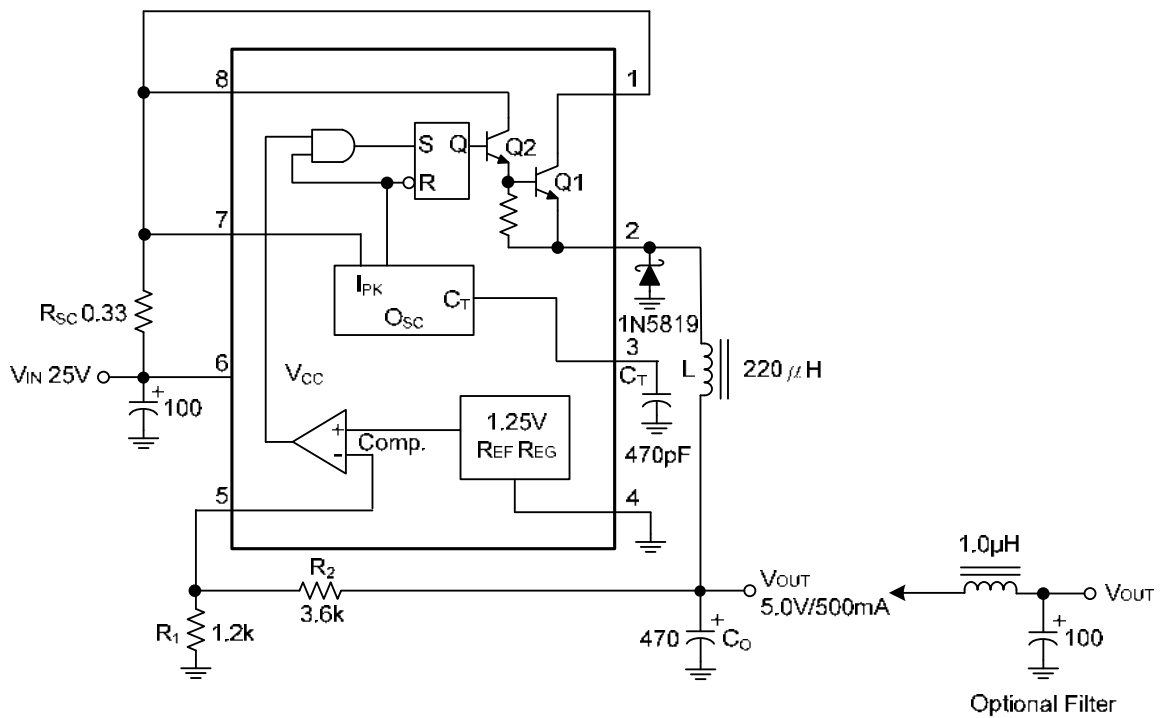 8
1
S Q
Q2
R
Q1
7
2
IPK
CT
OSC
RSC 0.33
1N5819
3
VIN 25V
6
VCC
CT
L
220 μH
+
100
+
Comp.
-
1.25V
REF REG
470pF
5
4
R2
3.6k
1.0μH
VOUT
5.0V/500mA
VOUT
R1
1.2k
470
+
CO
+
100
Optional Filter